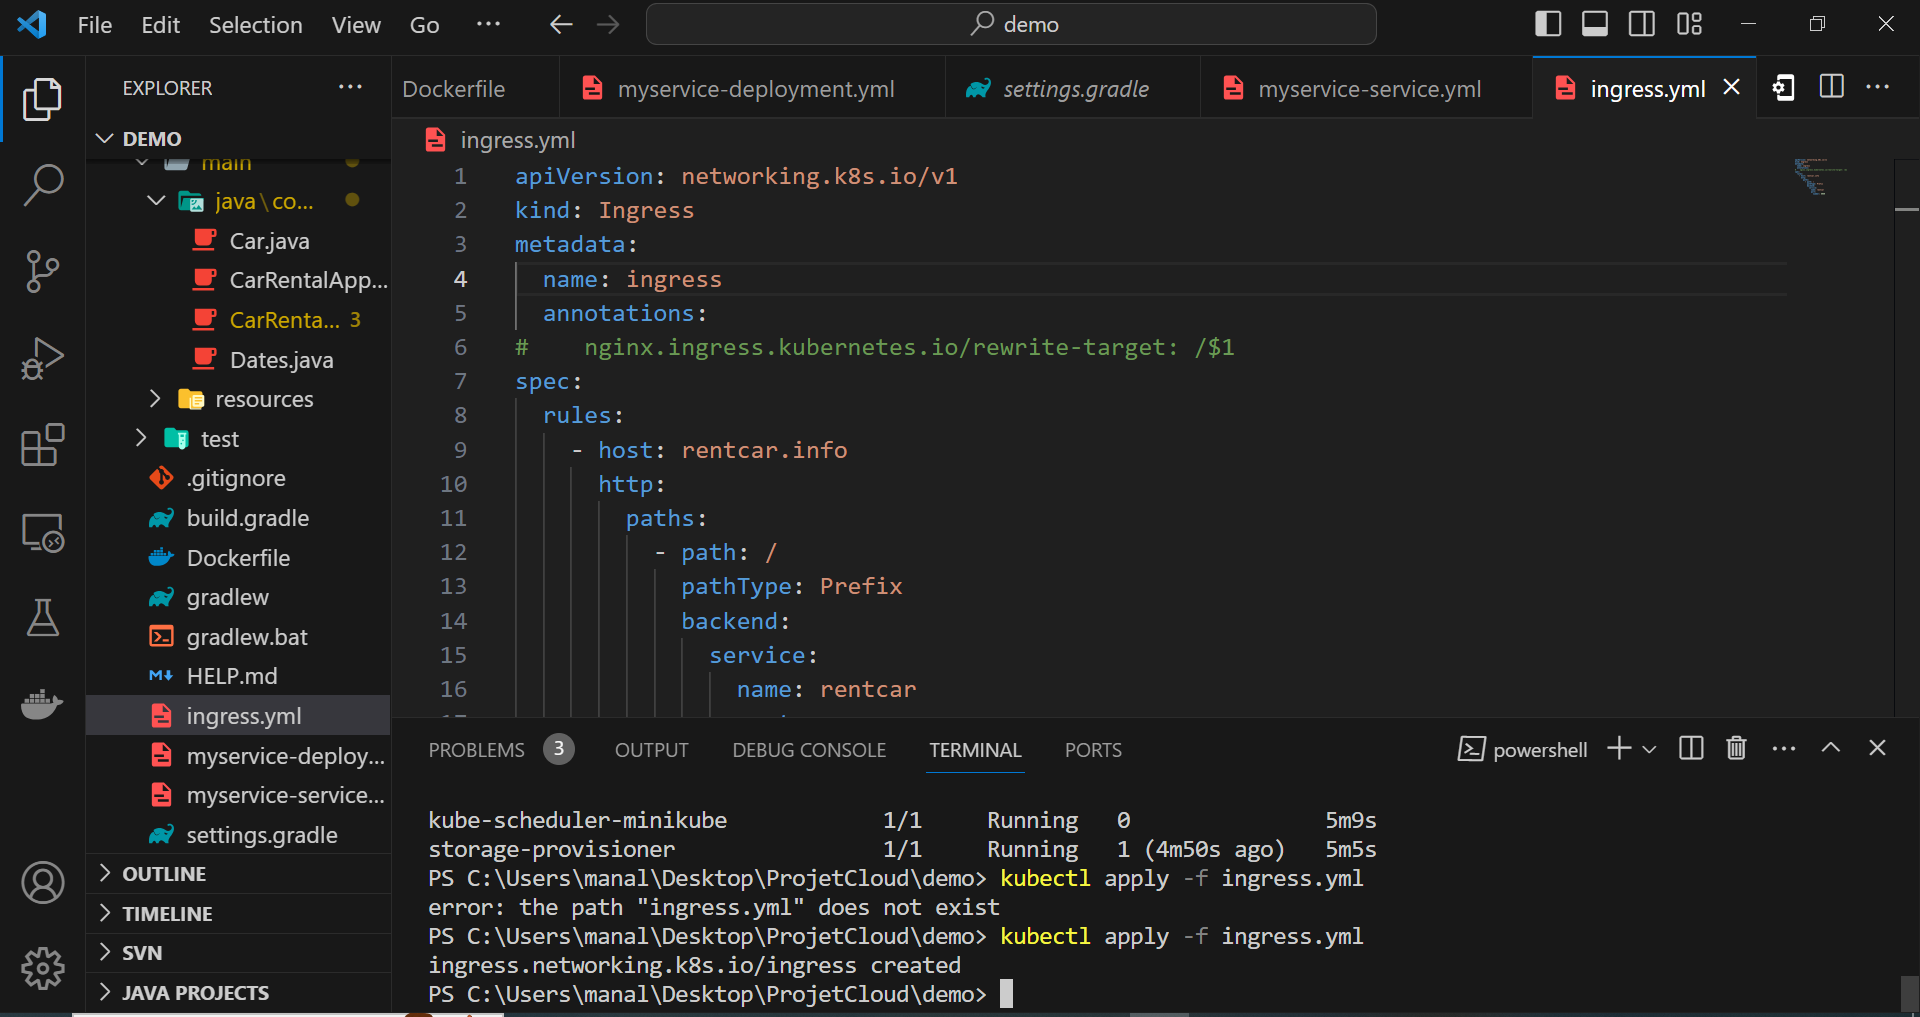 File Edit Selection View Go ··· demo
EXPLORER ···
DEMO
main
java\co...
Car.java
CarRentalApp...
CarRenta... 3
Dates.java
resources
test
.gitignore
build.gradle
Dockerfile
gradlew
gradlew.bat
HELP.md
ingress.yml
myservice-deploy...
myservice-service...
settings.gradle
OUTLINE
TIMELINE
SVN
JAVA PROJECTS
Dockerfile myservice-deployment.yml settings.gradle myservice-service.yml ingress.yml
ingress.yml
1 apiVersion: networking.k8s.io/v1
2 kind: Ingress
3 metadata:
4 name: ingress
5 annotations:
6 # nginx.ingress.kubernetes.io/rewrite-target: /$1
7 spec:
8 rules:
9 - host: rentcar.info
10 http:
11 paths:
12 - path: /
13 pathType: Prefix
14 backend:
15 service:
16 name: rentcar
PROBLEMS 3 OUTPUT DEBUG CONSOLE TERMINAL PORTS powershell
kube-scheduler-minikube 1/1 Running 0 5m9s
storage-provisioner 1/1 Running 1 (4m50s ago) 5m5s
PS C:\Users\manal\Desktop\ProjetCloud\demo> kubectl apply -f ingress.yml
error: the path "ingress.yml" does not exist
PS C:\Users\manal\Desktop\ProjetCloud\demo> kubectl apply -f ingress.yml
ingress.networking.k8s.io/ingress created
PS C:\Users\manal\Desktop\ProjetCloud\demo>